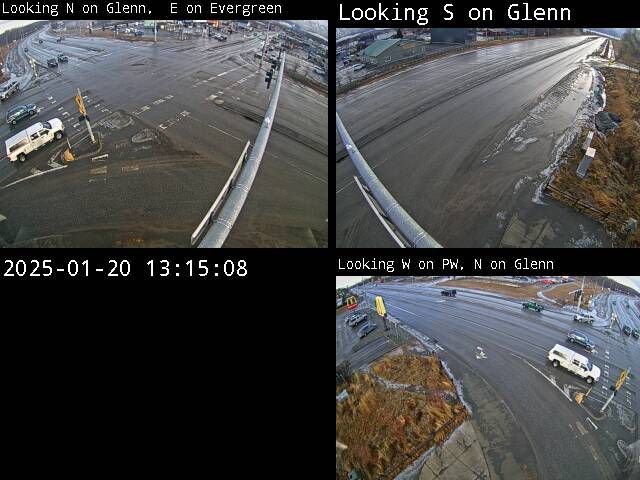 Looking N on Glenn,  E on Evergreen
Looking S on Glenn
2025-01-20 13:15:08
Looking W on PW, N on Glenn